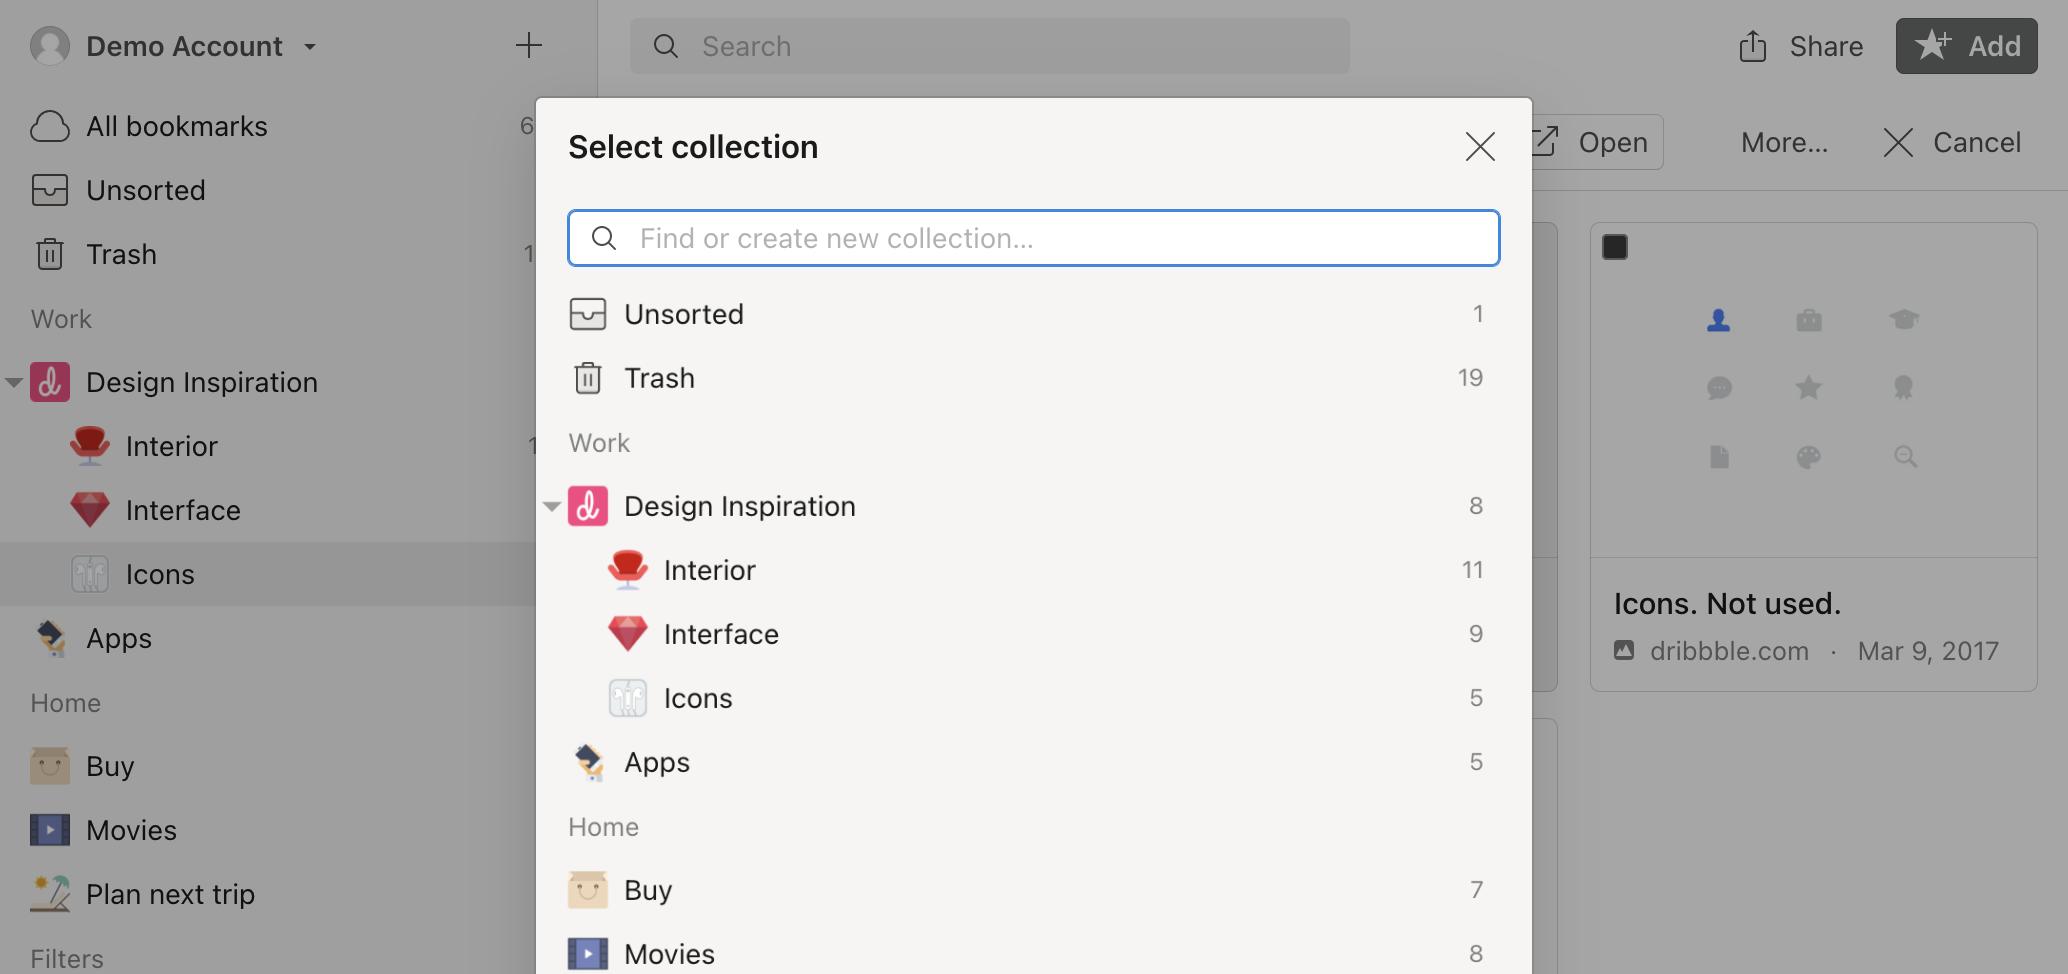 Demo Account
Search
Share
Add
All bookmarks
Unsorted
Trash
Work
Design Inspiration
Interior
Interface
Icons
Apps
Home
Buy
Movies
Plan next trip
Filters
Select collection
Find or create new collection...
Unsorted 1
Trash 19
Work
Design Inspiration 8
Interior 11
Interface 9
Icons 5
Apps 5
Home
Buy 7
Movies 8
Open
More...
Cancel
Icons. Not used.
dribbble.com · Mar 9, 2017